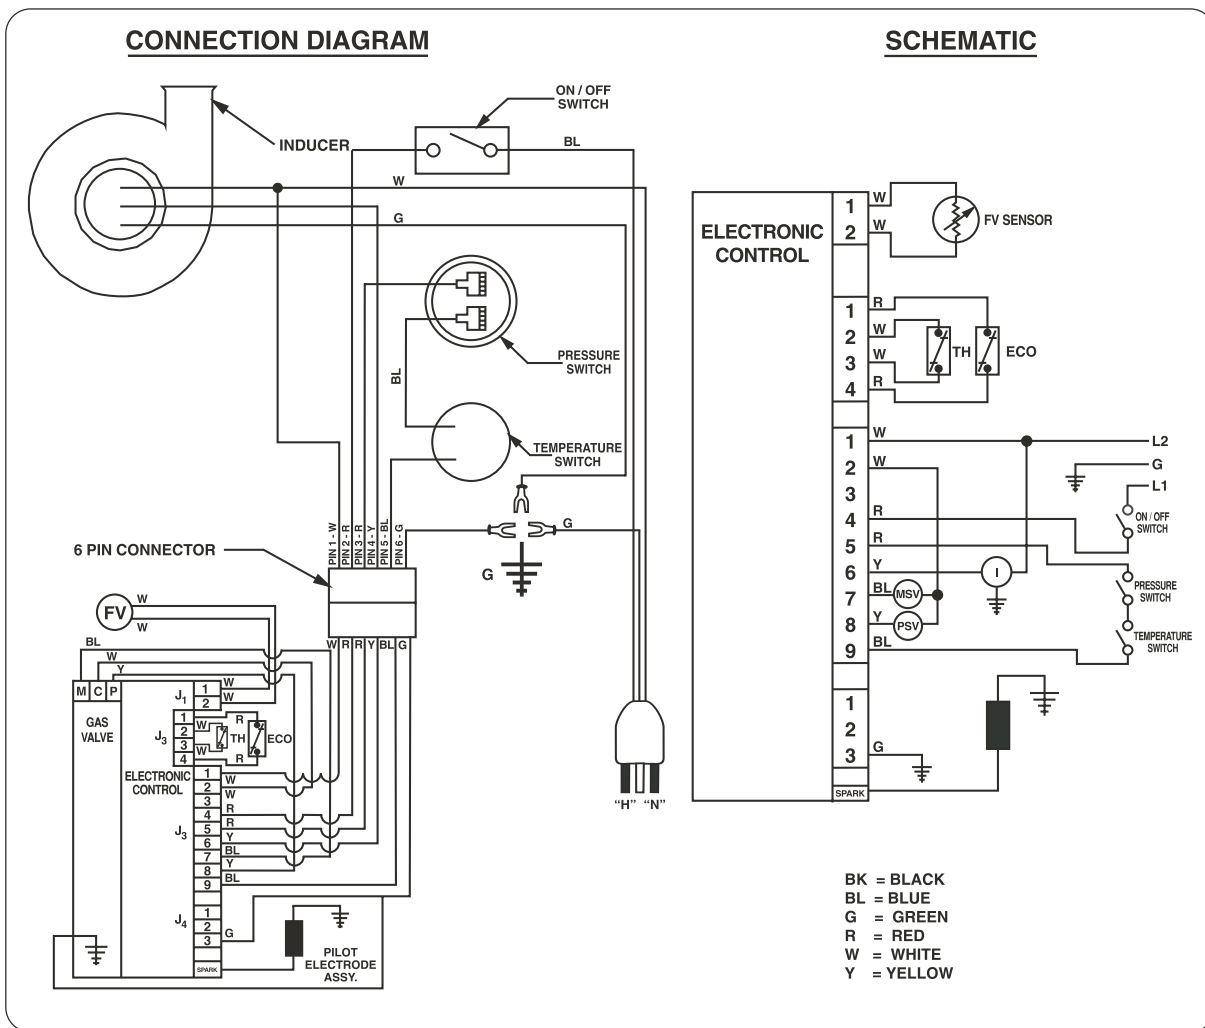 CONNECTION DIAGRAM
SCHEMATIC
ON / OFF
SWITCH
INDUCER
BL
W
G
PRESSURE
SWITCH
BL
TEMPERATURE
SWITCH
PIN 1 - W
PIN 2 - R
PIN 3 - R
PIN 4 - Y
PIN 5 - BL
PIN 6 - G
G
G
6 PIN CONNECTOR
FV
W
W
W R R Y BL G
BL
W
Y
M C P
GAS
VALVE
J1
1
2
W
W
J3
1
2
3
4
R
W
W
R
TH
ECO
ELECTRONIC
CONTROL
J3
1
2
3
4
5
6
7
8
9
W
W
R
R
Y
BL
Y
BL
J4
1
2
3
G
SPARK
PILOT
ELECTRODE
ASSY.
"H" "N"
ELECTRONIC
CONTROL
1 W
2 W
FV SENSOR
1 R
2 W
3 W
4 R
TH
ECO
1 W
2 W
3
4 R
5 R
6 Y
7 BL
8 Y
9 BL
MSV
PSV
I
L2
G
L1
ON / OFF
SWITCH
PRESSURE
SWITCH
TEMPERATURE
SWITCH
1
2
3 G
SPARK
BK = BLACK
BL = BLUE
G = GREEN
R = RED
W = WHITE
Y = YELLOW